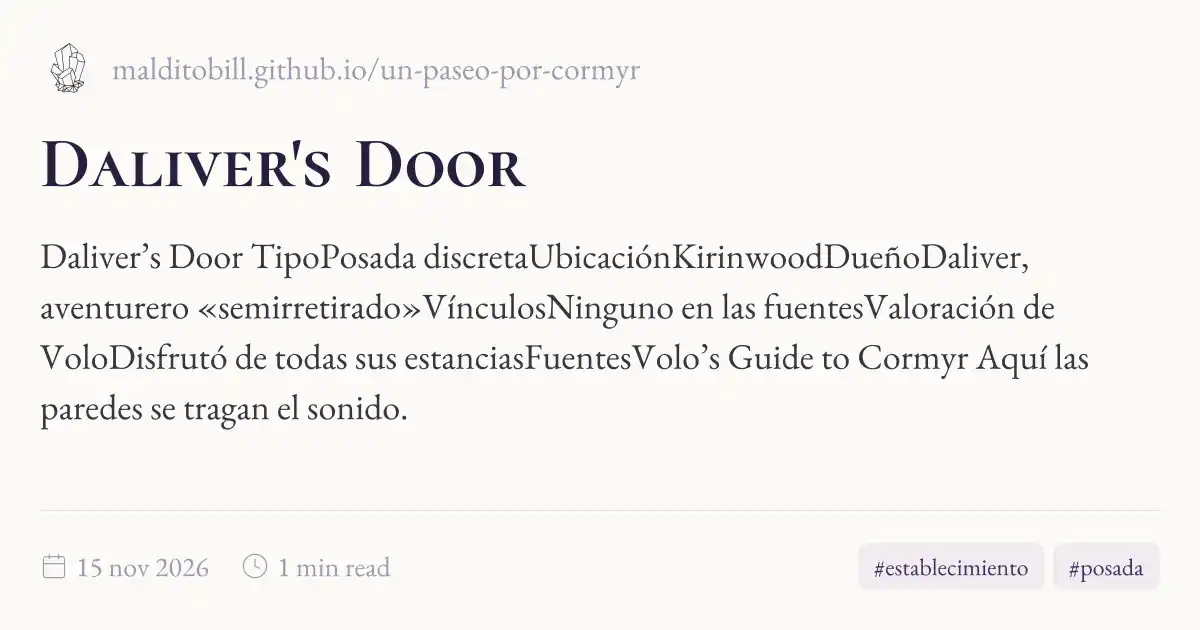 malditobill.github.io/un-paseo-por-cormyr
Daliver's Door
Daliver’s Door TipoPosada discretaUbicaciónKirinwoodDueñoDaliver,
aventurero «semirretirado»VínculosNinguno en las fuentesValoración de
VoloDisfrutó de todas sus estanciasFuentesVolo’s Guide to Cormyr Aquí las
paredes se tragan el sonido.
15 nov 2026
1 min read
#establecimiento
#posada